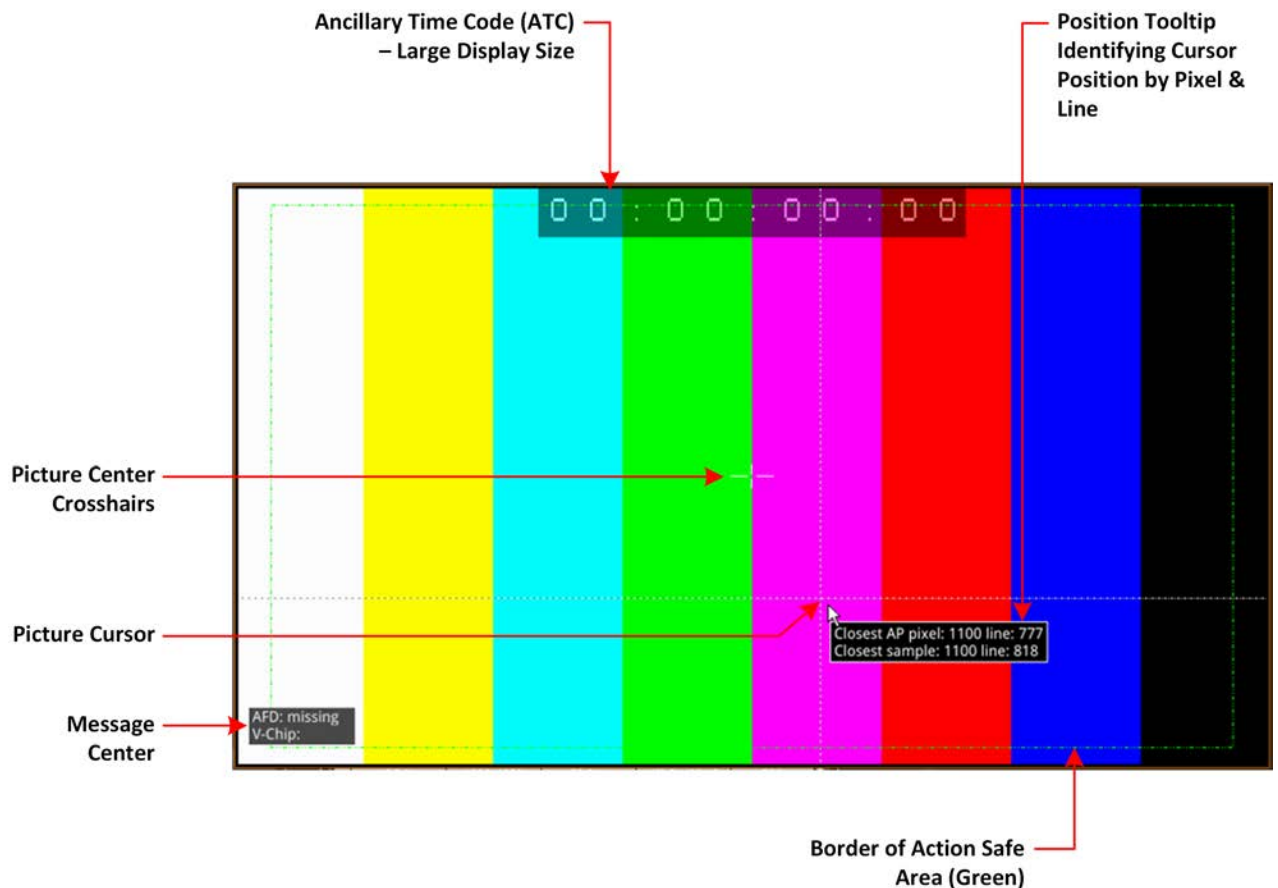 Ancillary Time Code (ATC)
– Large Display Size
Position Tooltip
Identifying Cursor
Position by Pixel &
Line
00:00:00:00
Picture Center
Crosshairs
Picture Cursor
Closest AP pixel: 1100 line: 777
Closest sample: 1100 line: 818
Message
Center
AFD: missing
V-Chip:
Border of Action Safe
Area (Green)